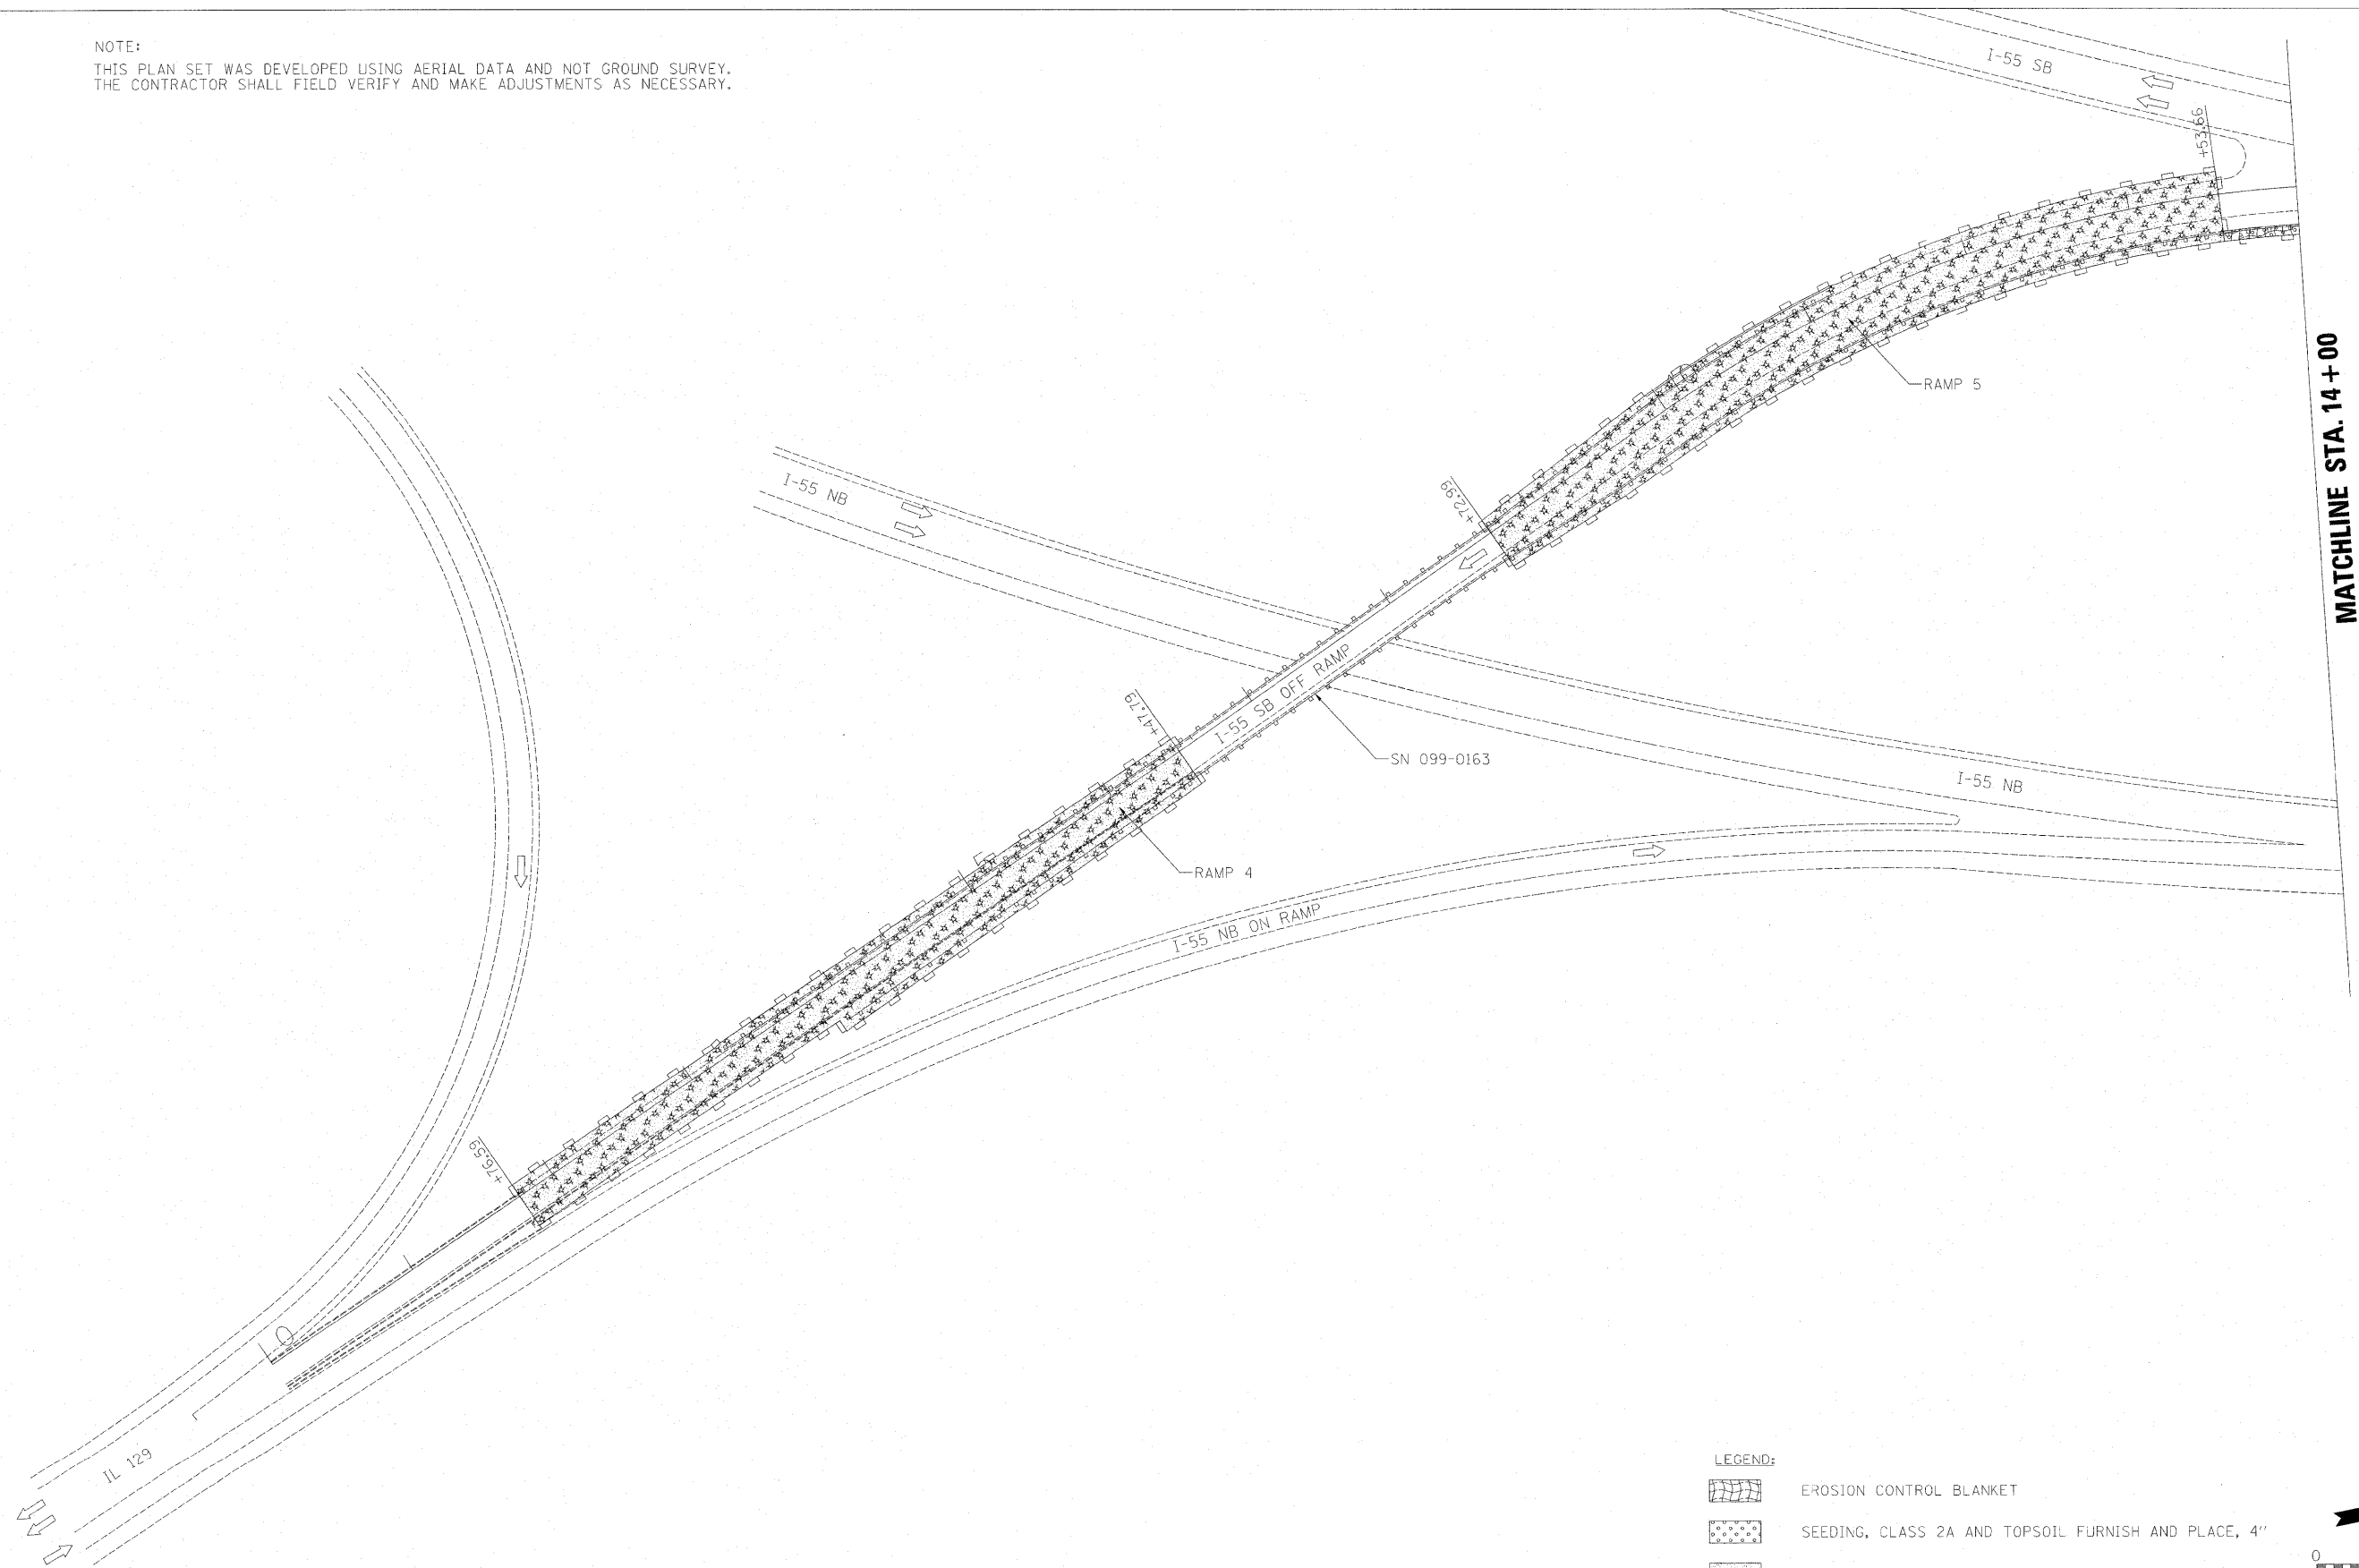 NOTE:
THIS PLAN SET WAS DEVELOPED USING AERIAL DATA AND NOT GROUND SURVEY.
THE CONTRACTOR SHALL FIELD VERIFY AND MAKE ADJUSTMENTS AS NECESSARY.
I-55 SB
+53.66
MATCHLINE STA. 14+00
RAMP 5
I-55 NB
+72.99
I-55 SB OFF RAMP
+47.79
SN 099-0163
I-55 NB
RAMP 4
I-55 NB ON RAMP
+76.59
IL 129
LEGEND:
EROSION CONTROL BLANKET
SEEDING, CLASS 2A AND TOPSOIL FURNISH AND PLACE, 4"
0